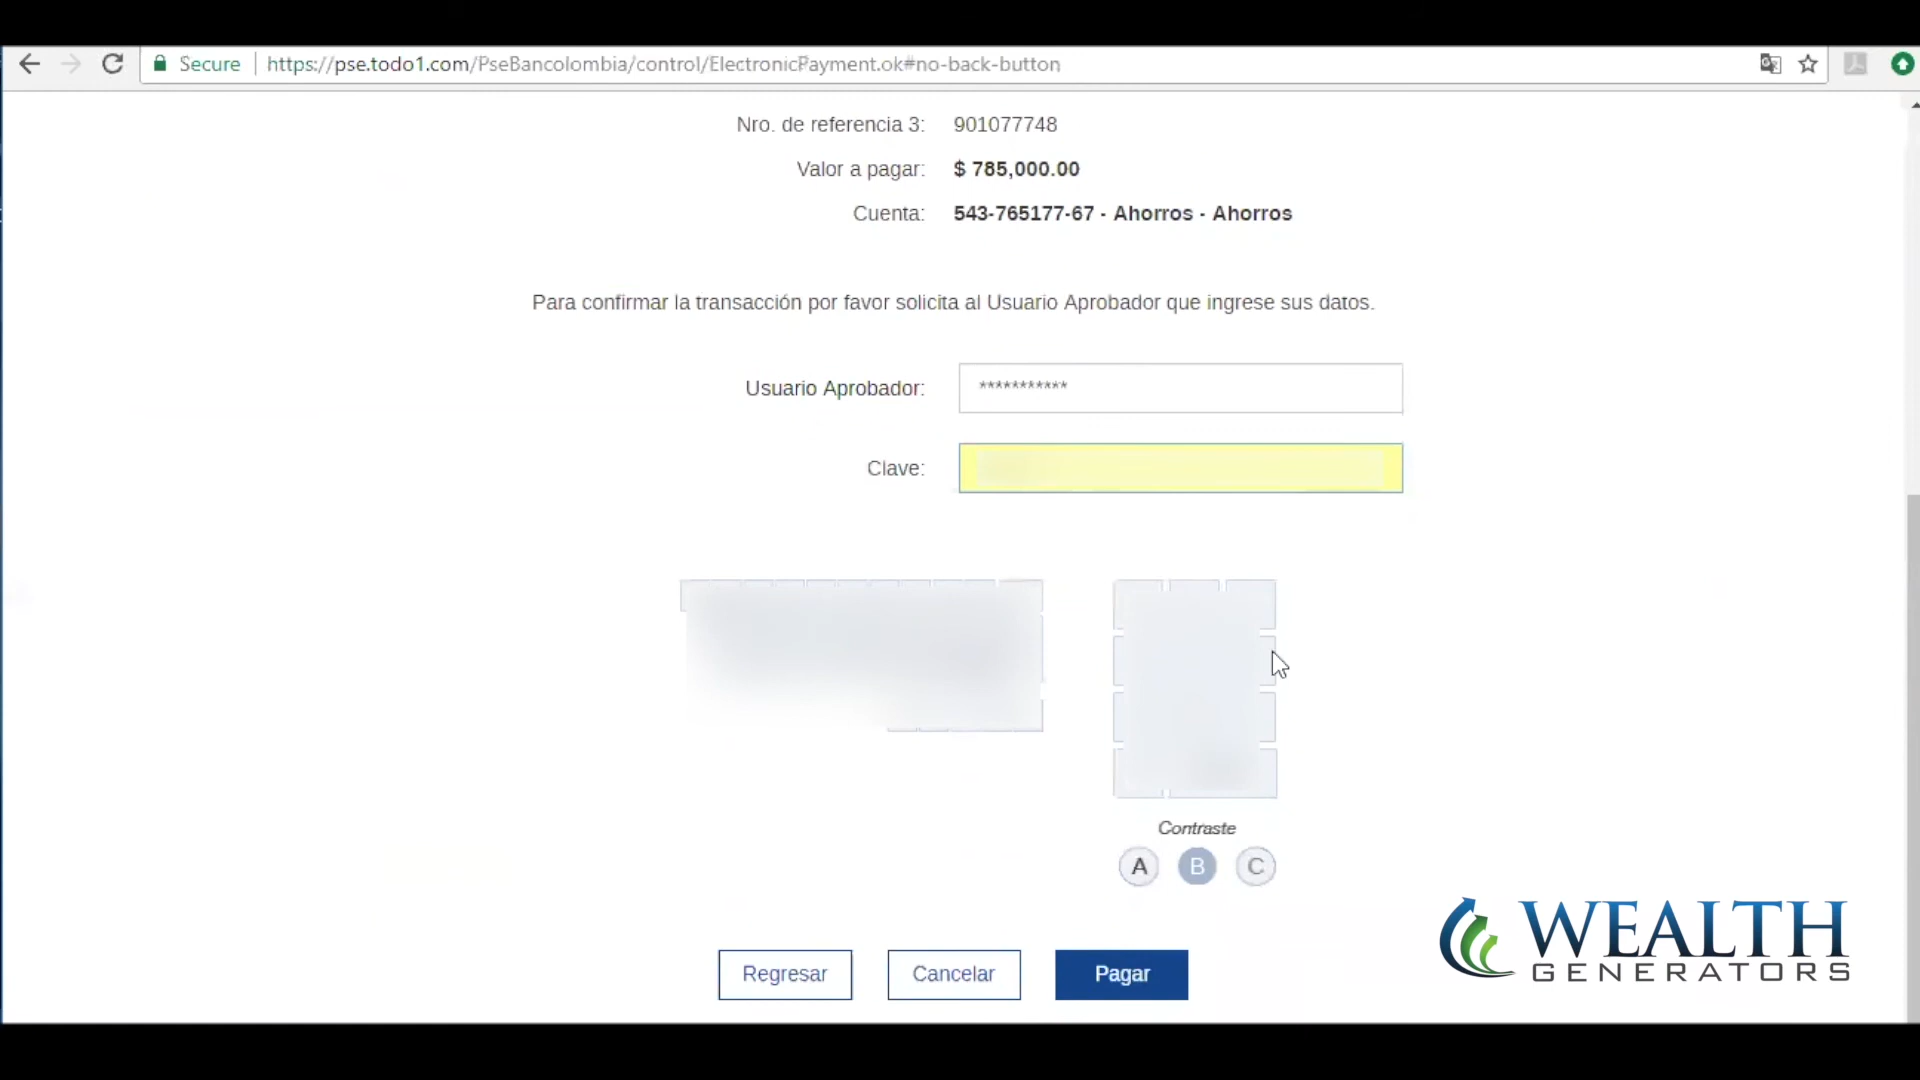 Secure https://pse.todo1.com/PseBancolombia/control/ElectronicPayment.ok#no-back-button
Nro. de referencia 3: 901077748
Valor a pagar: $ 785,000.00
Cuenta: 543-765177-67 - Ahorros - Ahorros
Para confirmar la transacción por favor solicita al Usuario Aprobador que ingrese sus datos.
Usuario Aprobador: ***********
Clave:
Contraste
A B C
Regresar Cancelar Pagar
WEALTH
GENERATORS